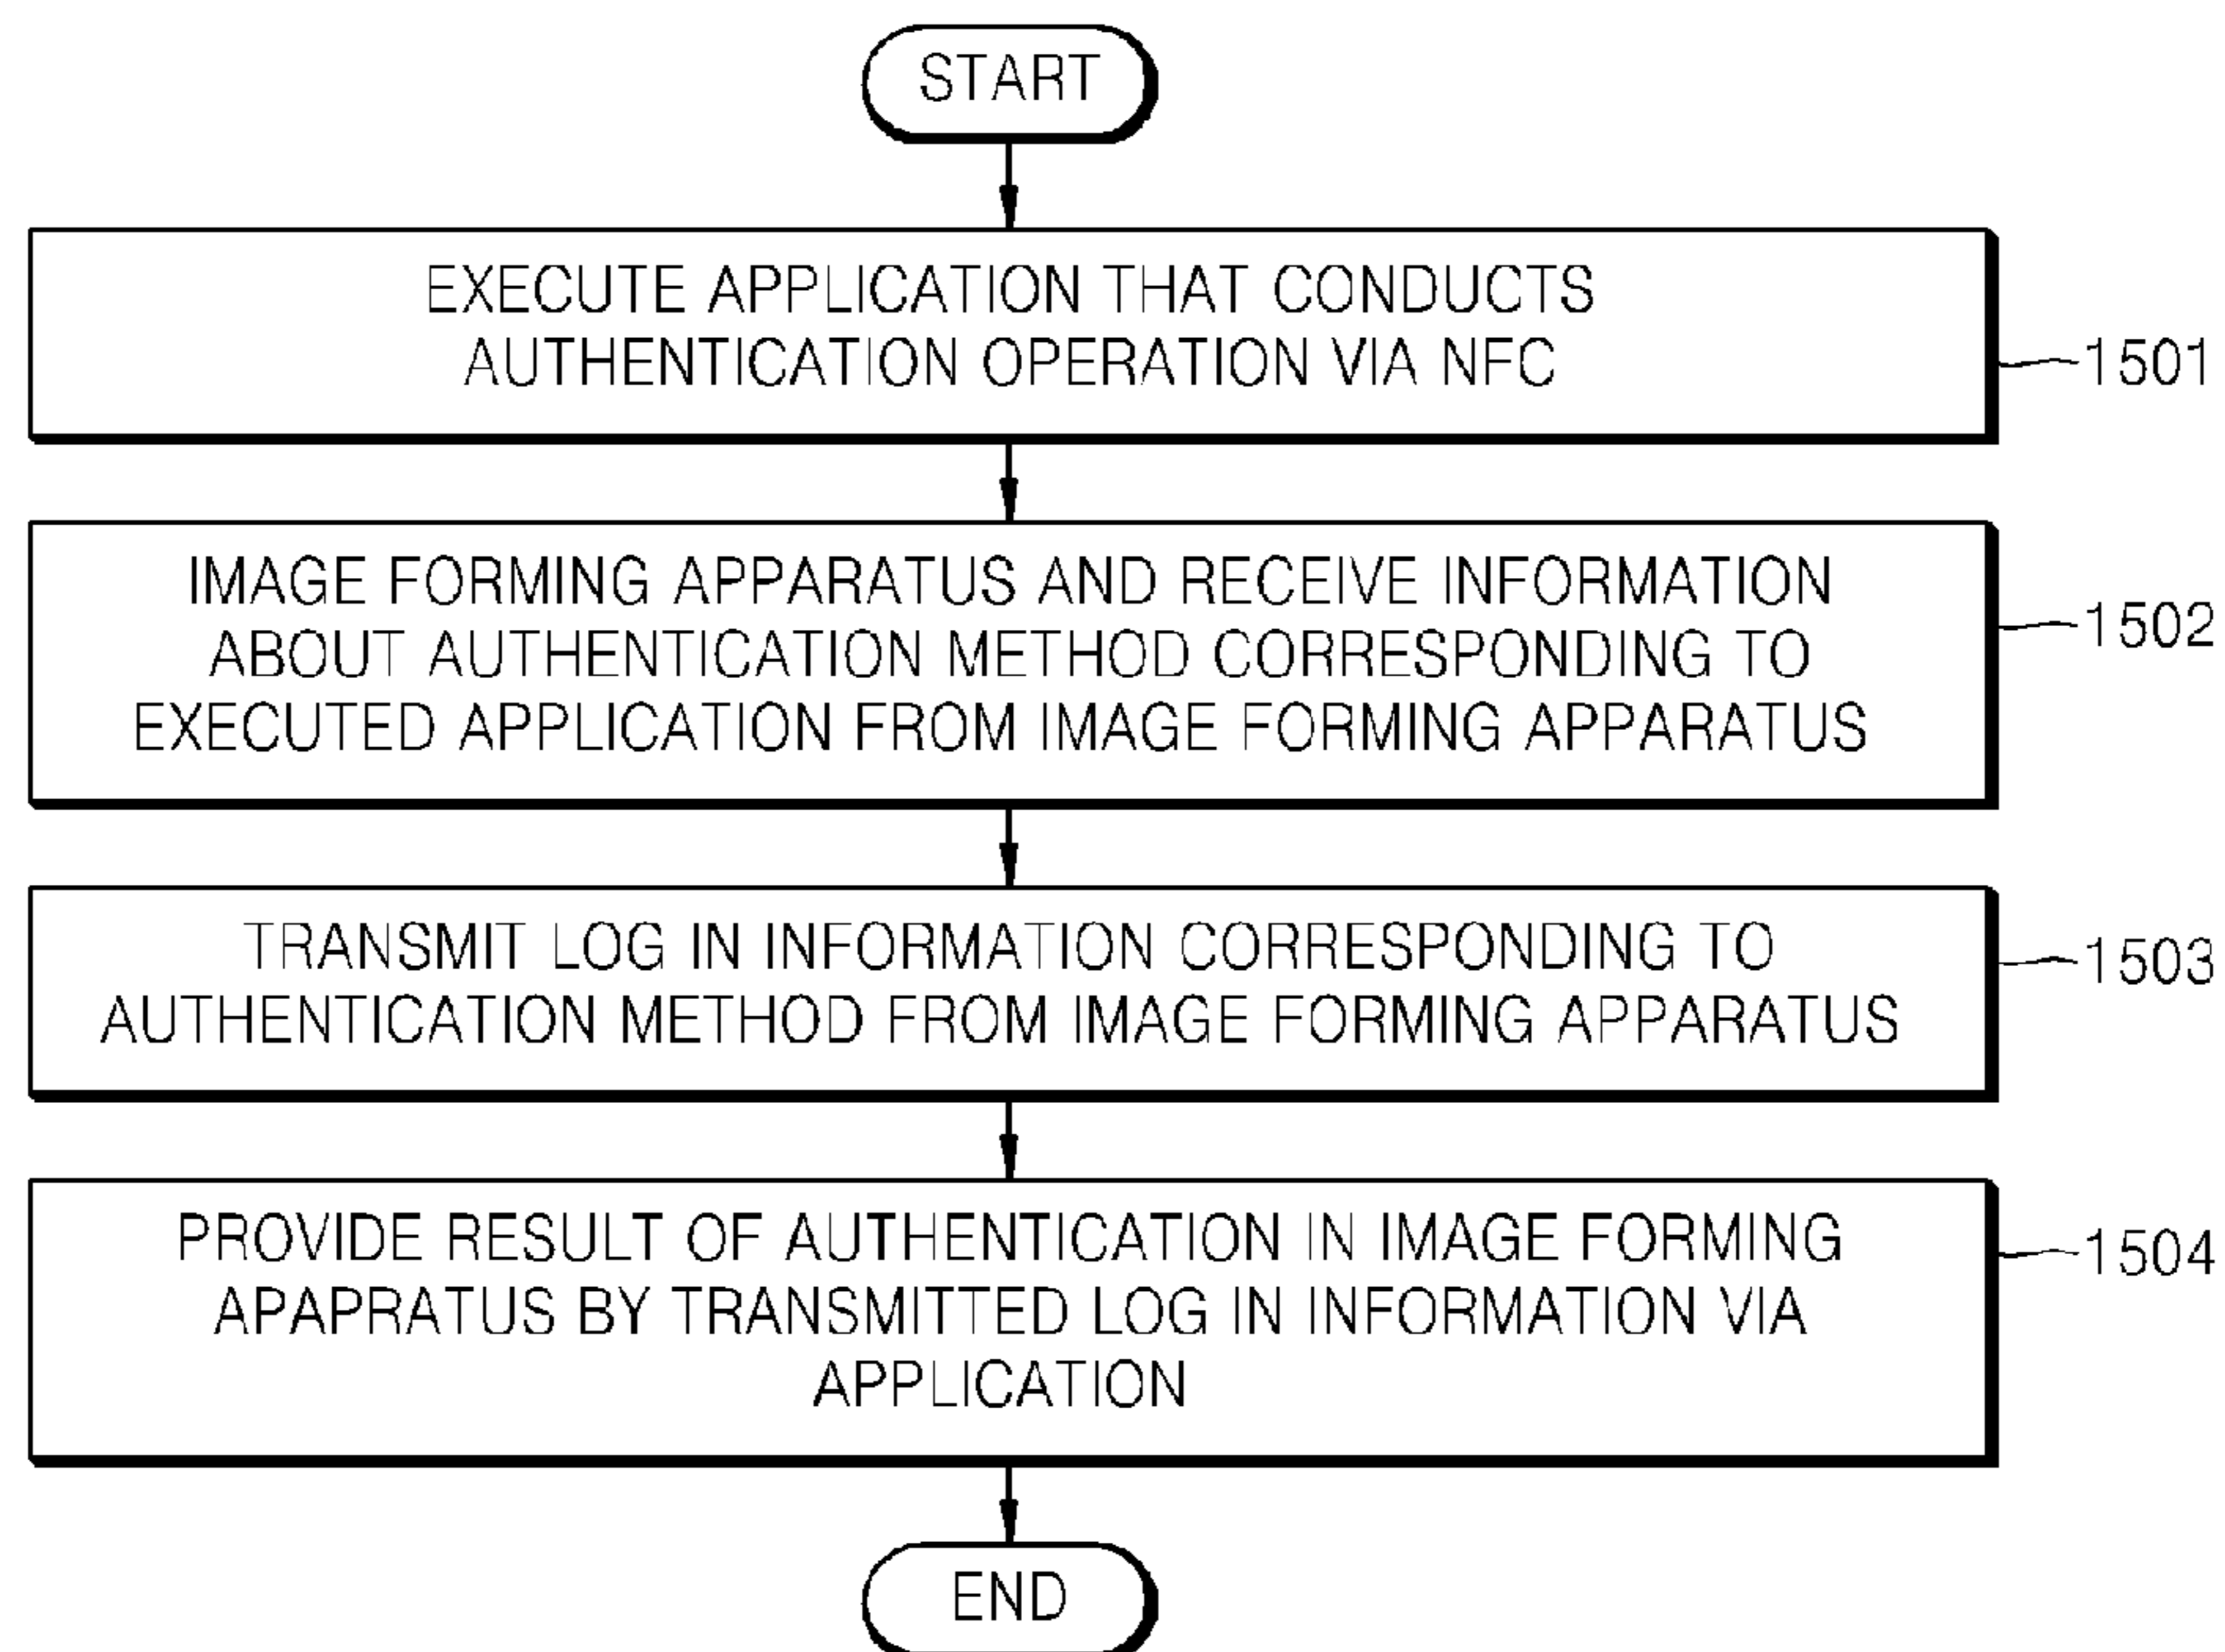 START
EXECUTE APPLICATION THAT CONDUCTS
AUTHENTICATION OPERATION VIA NFC
1501
IMAGE FORMING APPARATUS AND RECEIVE INFORMATION
ABOUT AUTHENTICATION METHOD CORRESPONDING TO
EXECUTED APPLICATION FROM IMAGE FORMING APPARATUS
1502
TRANSMIT LOG IN INFORMATION CORRESPONDING TO
AUTHENTICATION METHOD FROM IMAGE FORMING APPARATUS
1503
PROVIDE RESULT OF AUTHENTICATION IN IMAGE FORMING
APAPRATUS BY TRANSMITTED LOG IN INFORMATION VIA
APPLICATION
1504
END